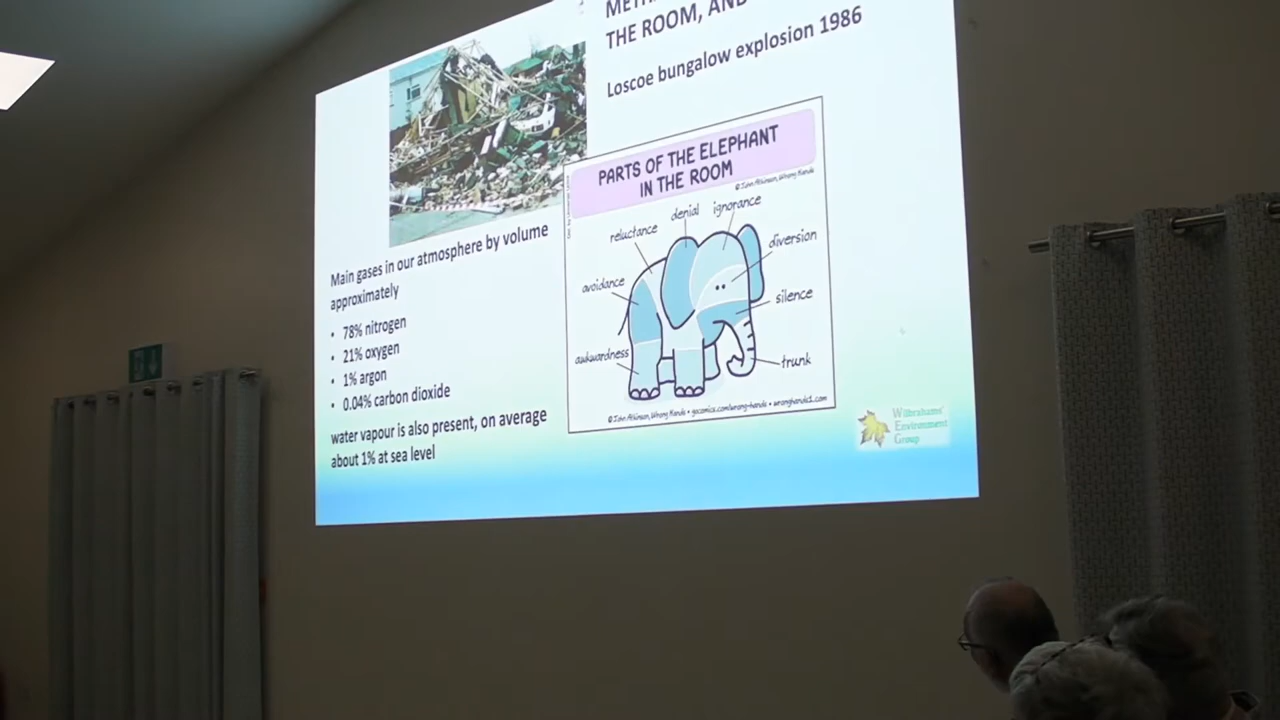 THE ROOM, AND
Loscoe bungalow explosion 1986
PARTS OF THE ELEPHANT
IN THE ROOM
© John Atkinson, Wrong Hands
denial
ignorance
reluctance
diversion
avoidance
silence
awkwardness
trunk
© John Atkinson, Wrong Hands • gocomics.com/wrong-hands • wronghands1.com
Main gases in our atmosphere by volume
approximately
• 78% nitrogen
• 21% oxygen
• 1% argon
• 0.04% carbon dioxide
water vapour is also present, on average
about 1% at sea level
Wilbrahams'
Environment
Group